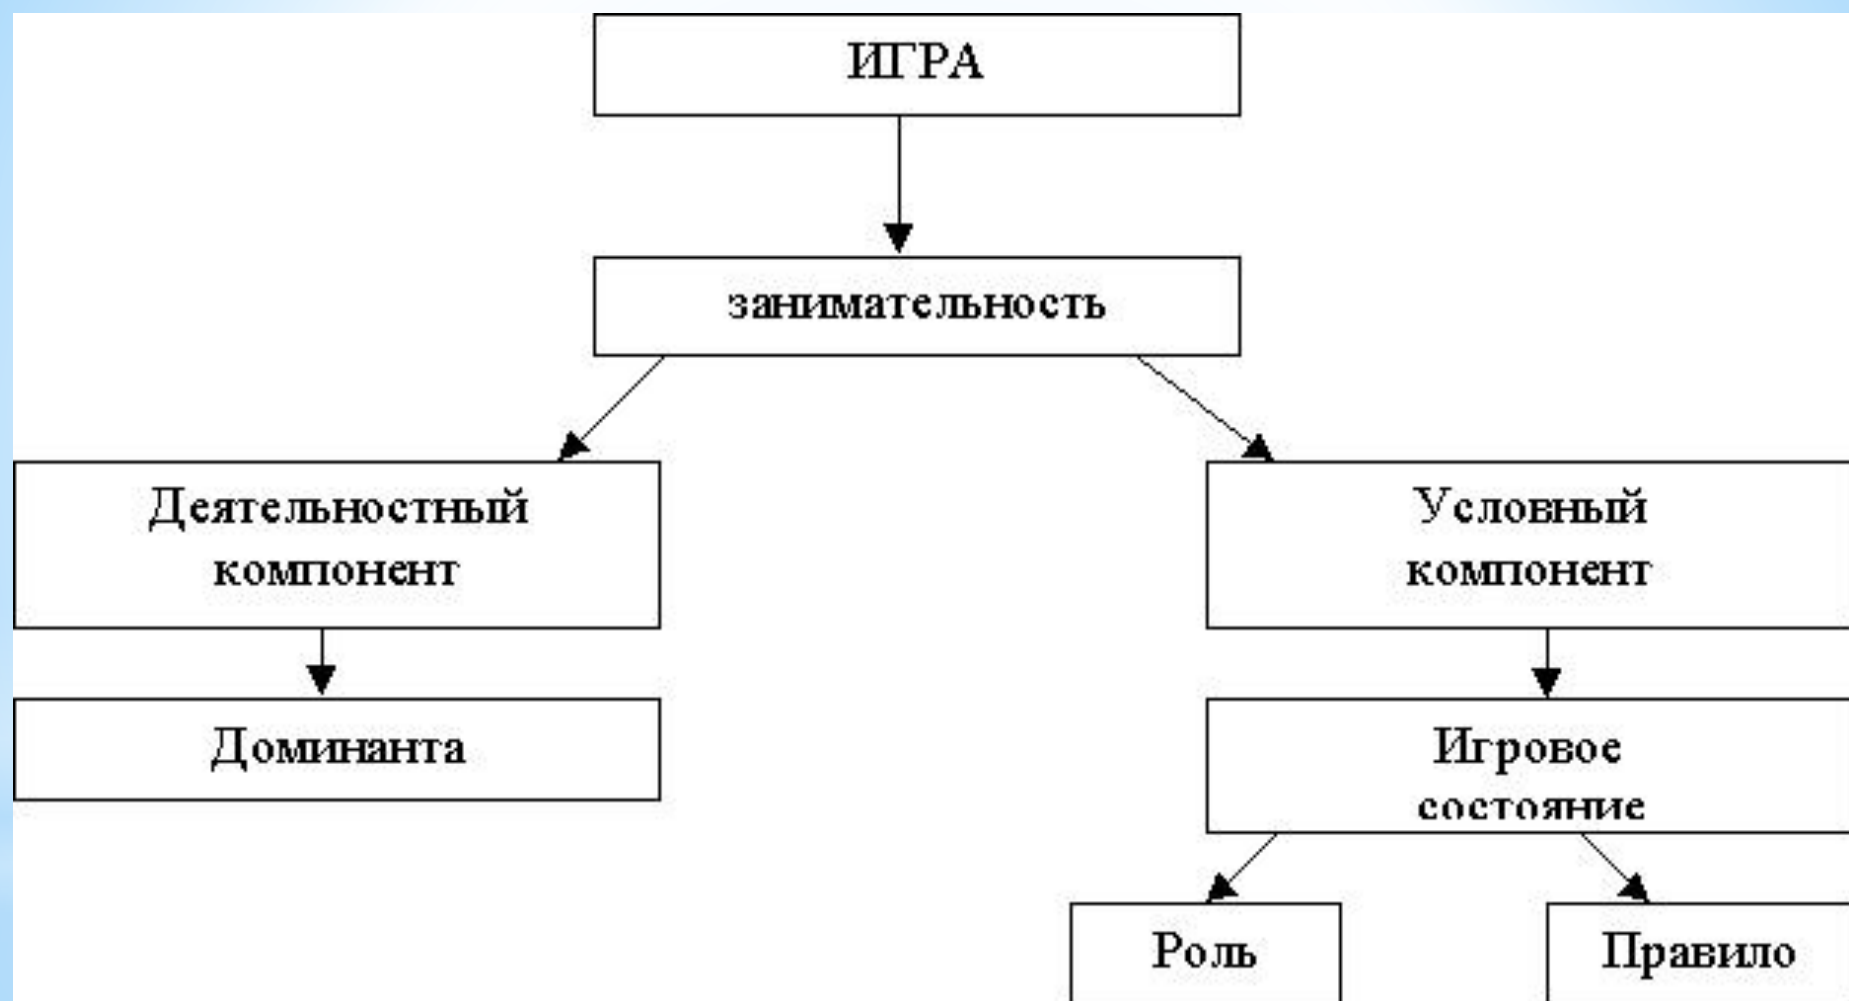 ИГРА
занимательность
Деятельностный
компонент
Условный
компонент
Доминанта
Игровое
состояние
Роль
Правило